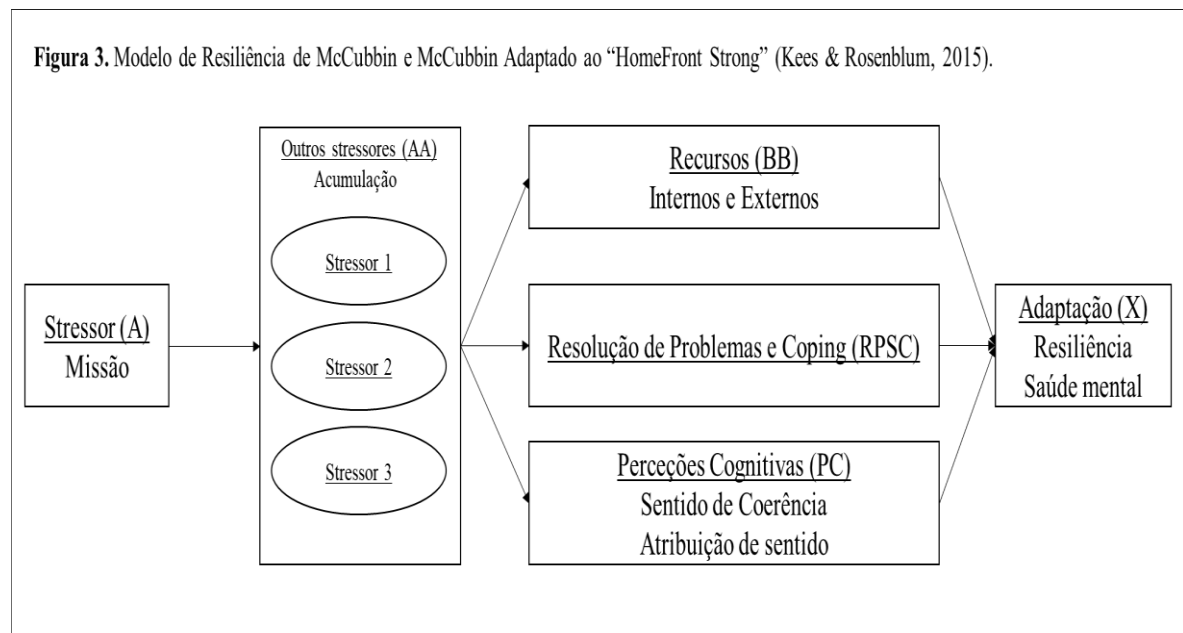 Figura 3. Modelo de Resiliência de McCubbin e McCubbin Adaptado ao “HomeFront Strong” (Kees & Rosenblum, 2015).
Stressor (A)
Missão
Outros stressores (AA)
Acumulação
Stressor 1
Stressor 2
Stressor 3
Recursos (BB)
Internos e Externos
Resolução de Problemas e Coping (RPSC)
Perceções Cognitivas (PC)
Sentido de Coerência
Atribuição de sentido
Adaptação (X)
Resiliência
Saúde mental